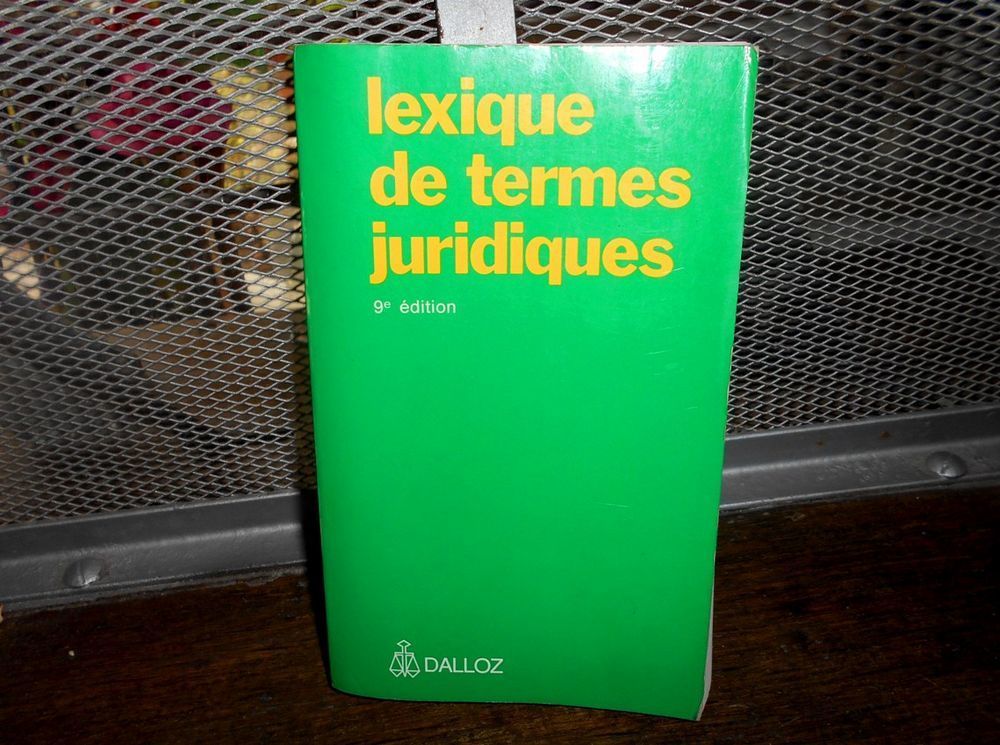 lexique
de termes
juridiques
9e édition
DALLOZ